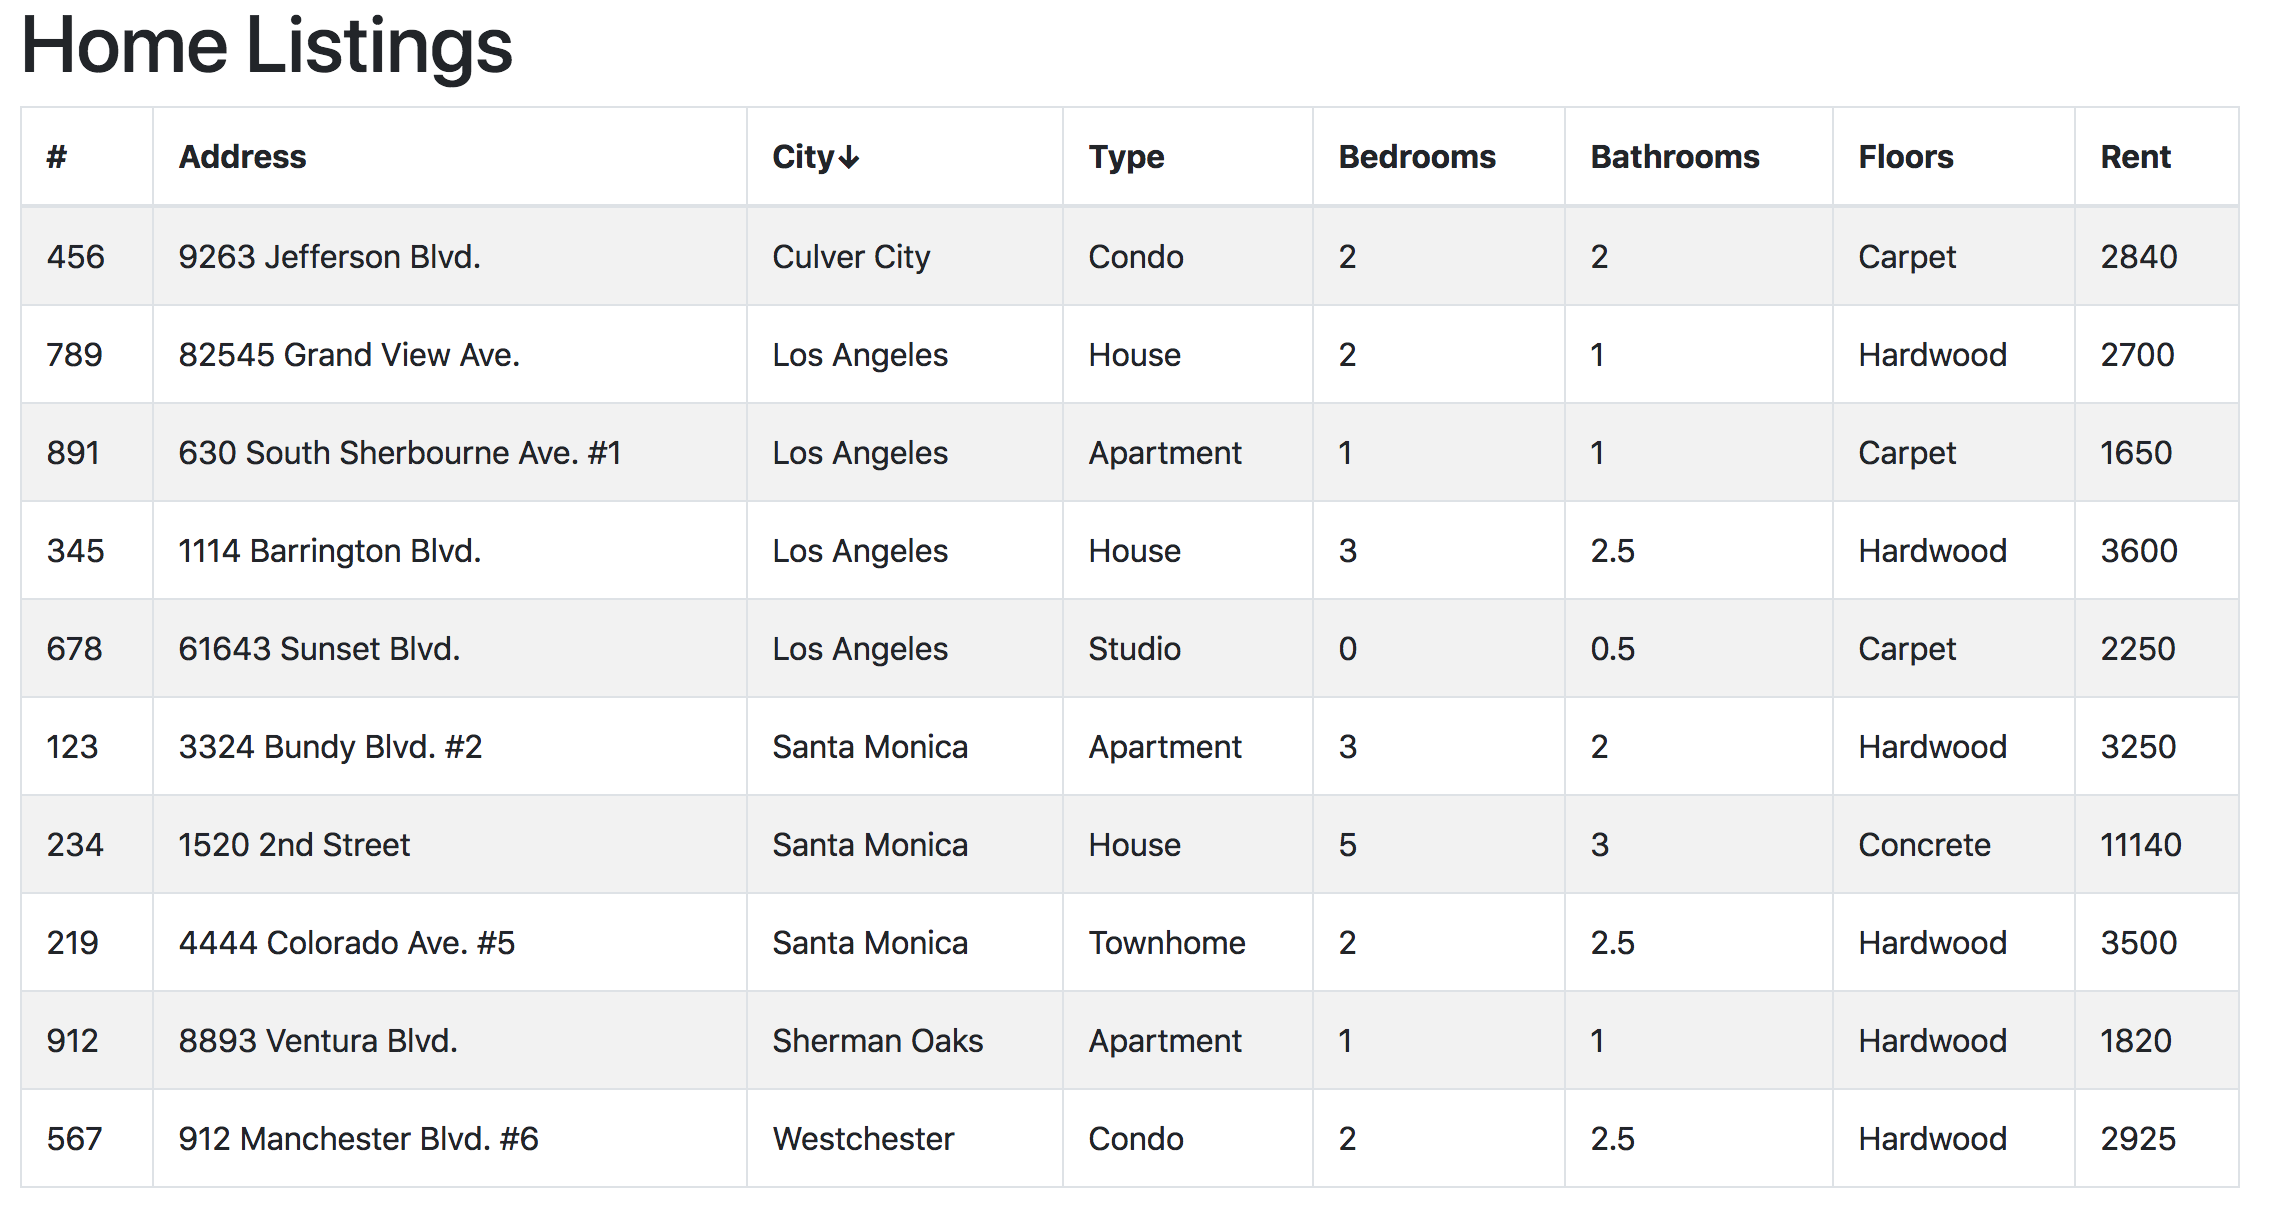 Home Listings
# Address City↓ Type Bedrooms Bathrooms Floors Rent
456 9263 Jefferson Blvd. Culver City Condo 2 2 Carpet 2840
789 82545 Grand View Ave. Los Angeles House 2 1 Hardwood 2700
891 630 South Sherbourne Ave. #1 Los Angeles Apartment 1 1 Carpet 1650
345 1114 Barrington Blvd. Los Angeles House 3 2.5 Hardwood 3600
678 61643 Sunset Blvd. Los Angeles Studio 0 0.5 Carpet 2250
123 3324 Bundy Blvd. #2 Santa Monica Apartment 3 2 Hardwood 3250
234 1520 2nd Street Santa Monica House 5 3 Concrete 11140
219 4444 Colorado Ave. #5 Santa Monica Townhome 2 2.5 Hardwood 3500
912 8893 Ventura Blvd. Sherman Oaks Apartment 1 1 Hardwood 1820
567 912 Manchester Blvd. #6 Westchester Condo 2 2.5 Hardwood 2925